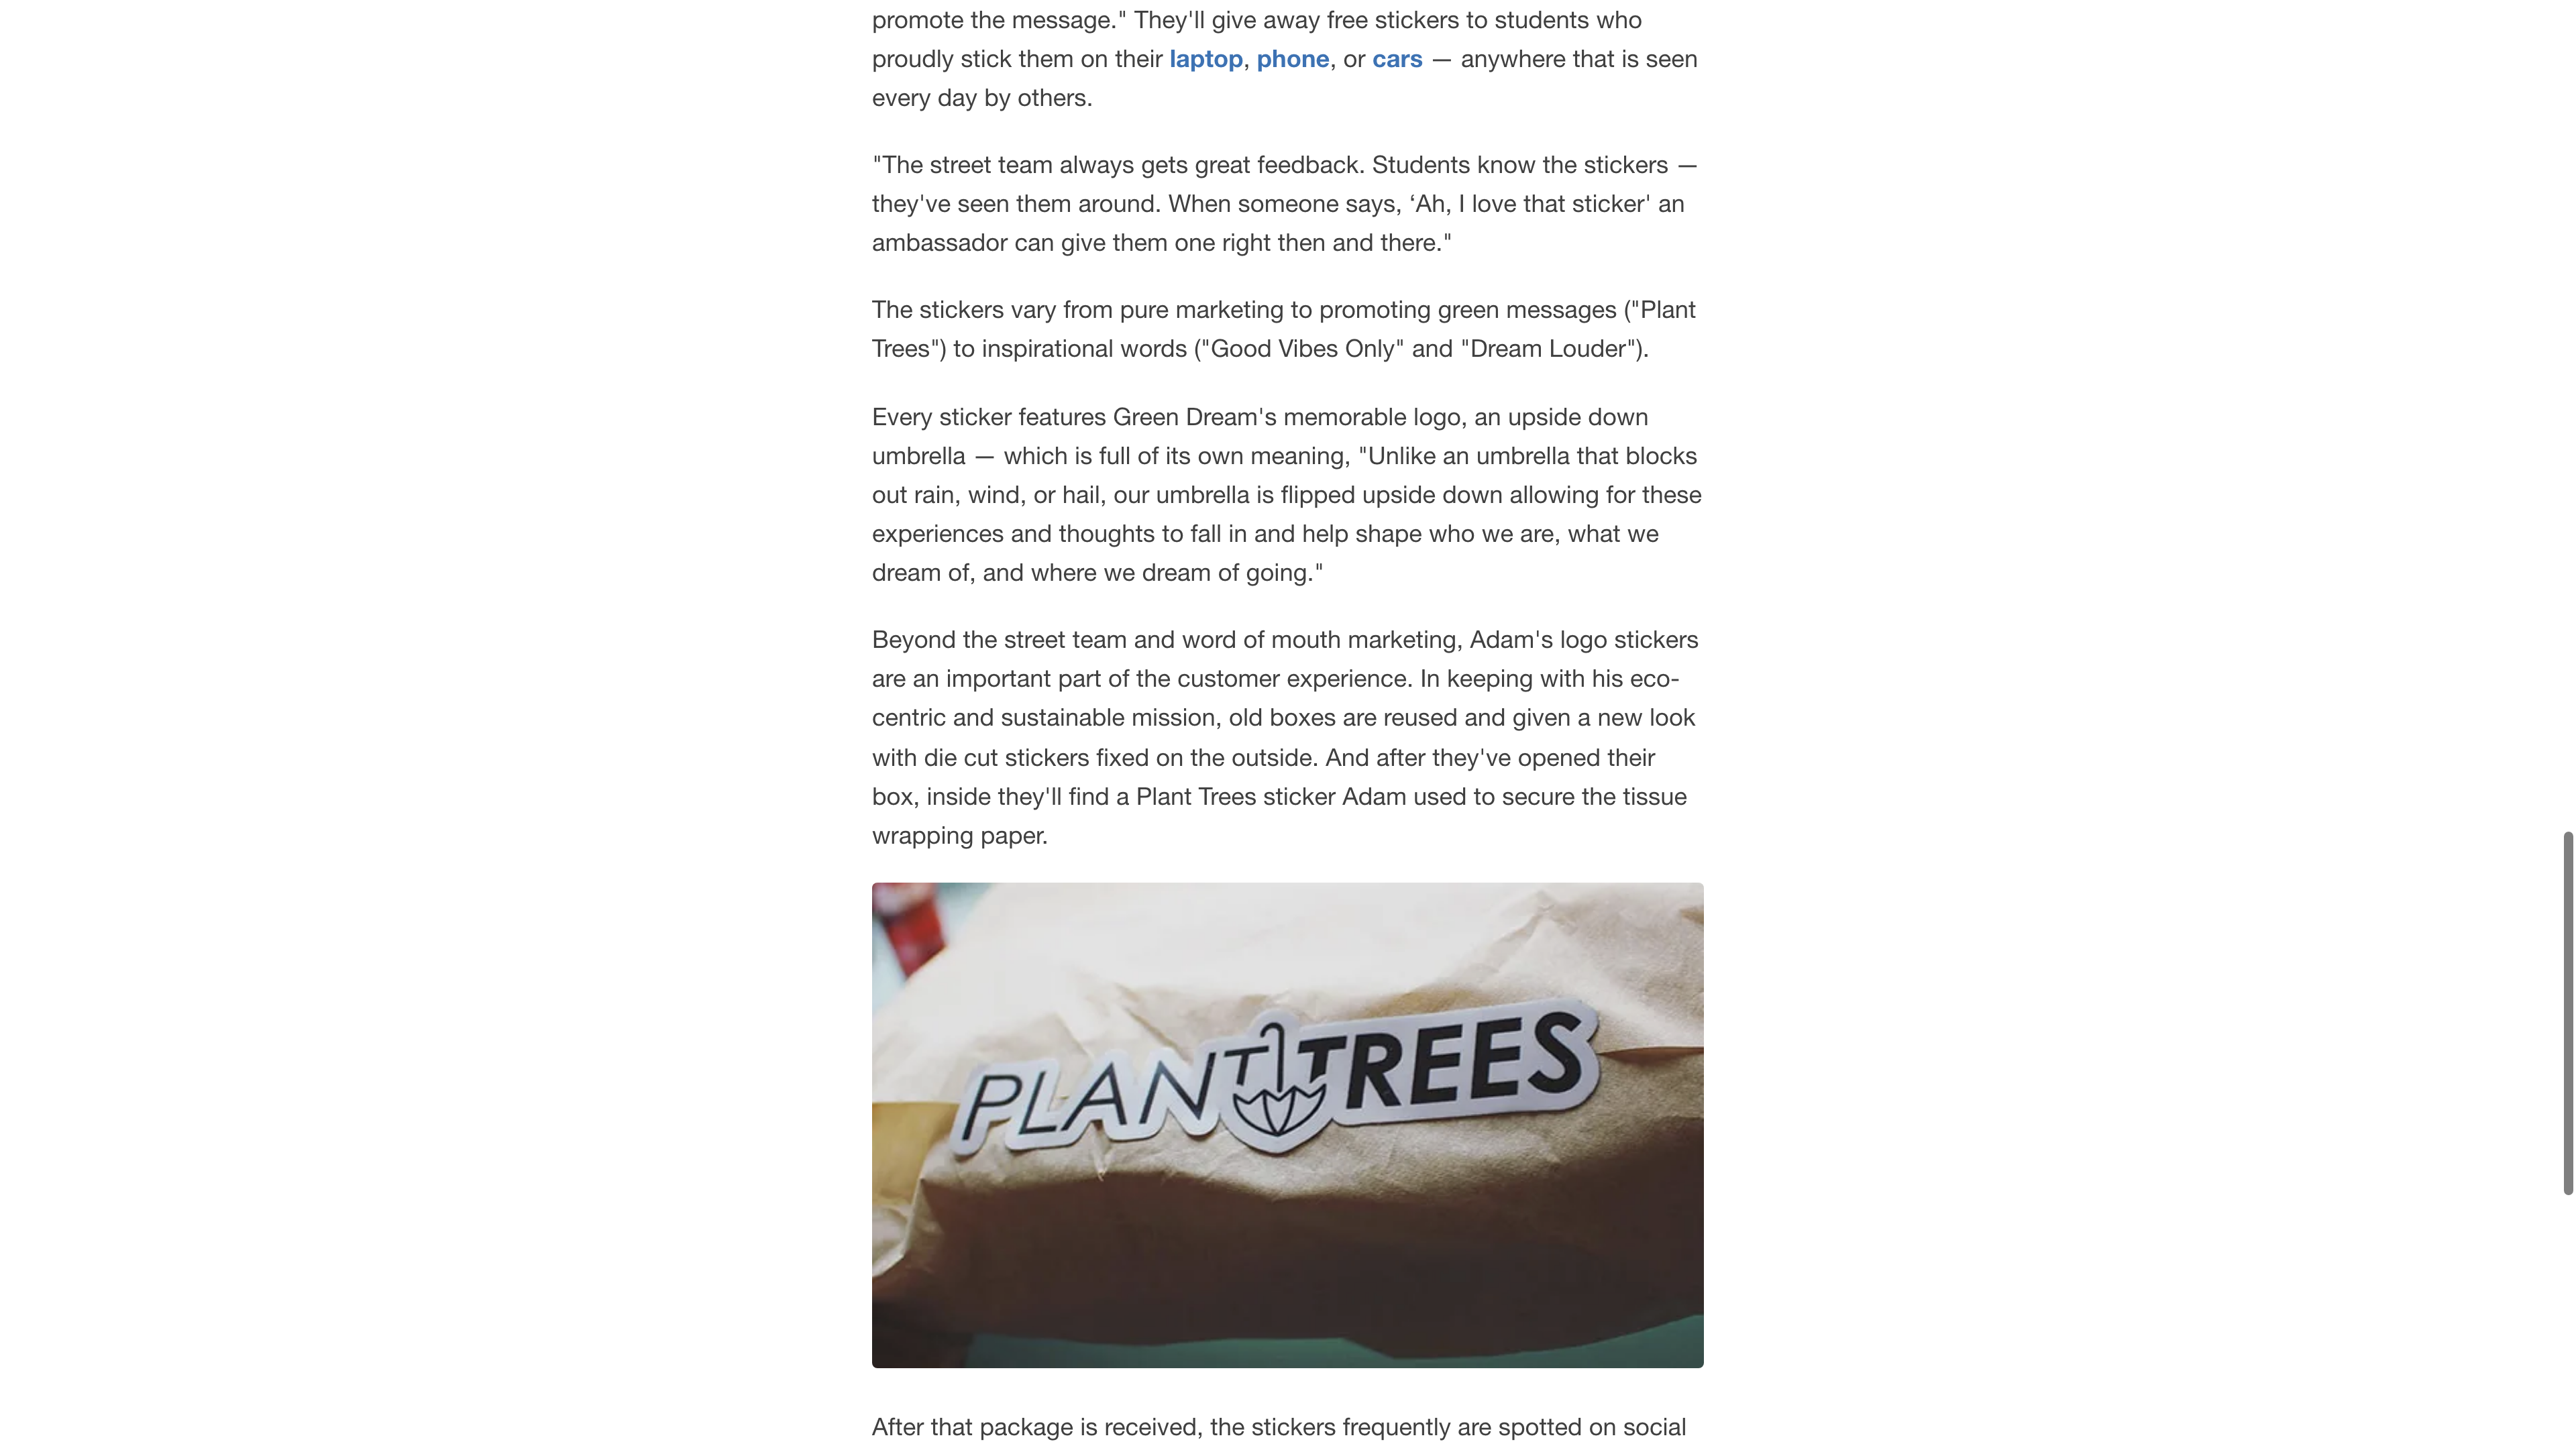 promote the message." They'll give away free stickers to students who
proudly stick them on their laptop, phone, or cars — anywhere that is seen
every day by others.
"The street team always gets great feedback. Students know the stickers —
they've seen them around. When someone says, ‘Ah, I love that sticker' an
ambassador can give them one right then and there."
The stickers vary from pure marketing to promoting green messages ("Plant
Trees") to inspirational words ("Good Vibes Only" and "Dream Louder").
Every sticker features Green Dream's memorable logo, an upside down
umbrella — which is full of its own meaning, "Unlike an umbrella that blocks
out rain, wind, or hail, our umbrella is flipped upside down allowing for these
experiences and thoughts to fall in and help shape who we are, what we
dream of, and where we dream of going."
Beyond the street team and word of mouth marketing, Adam's logo stickers
are an important part of the customer experience. In keeping with his eco-
centric and sustainable mission, old boxes are reused and given a new look
with die cut stickers fixed on the outside. And after they've opened their
box, inside they'll find a Plant Trees sticker Adam used to secure the tissue
wrapping paper.
PLANT TREES
After that package is received, the stickers frequently are spotted on social